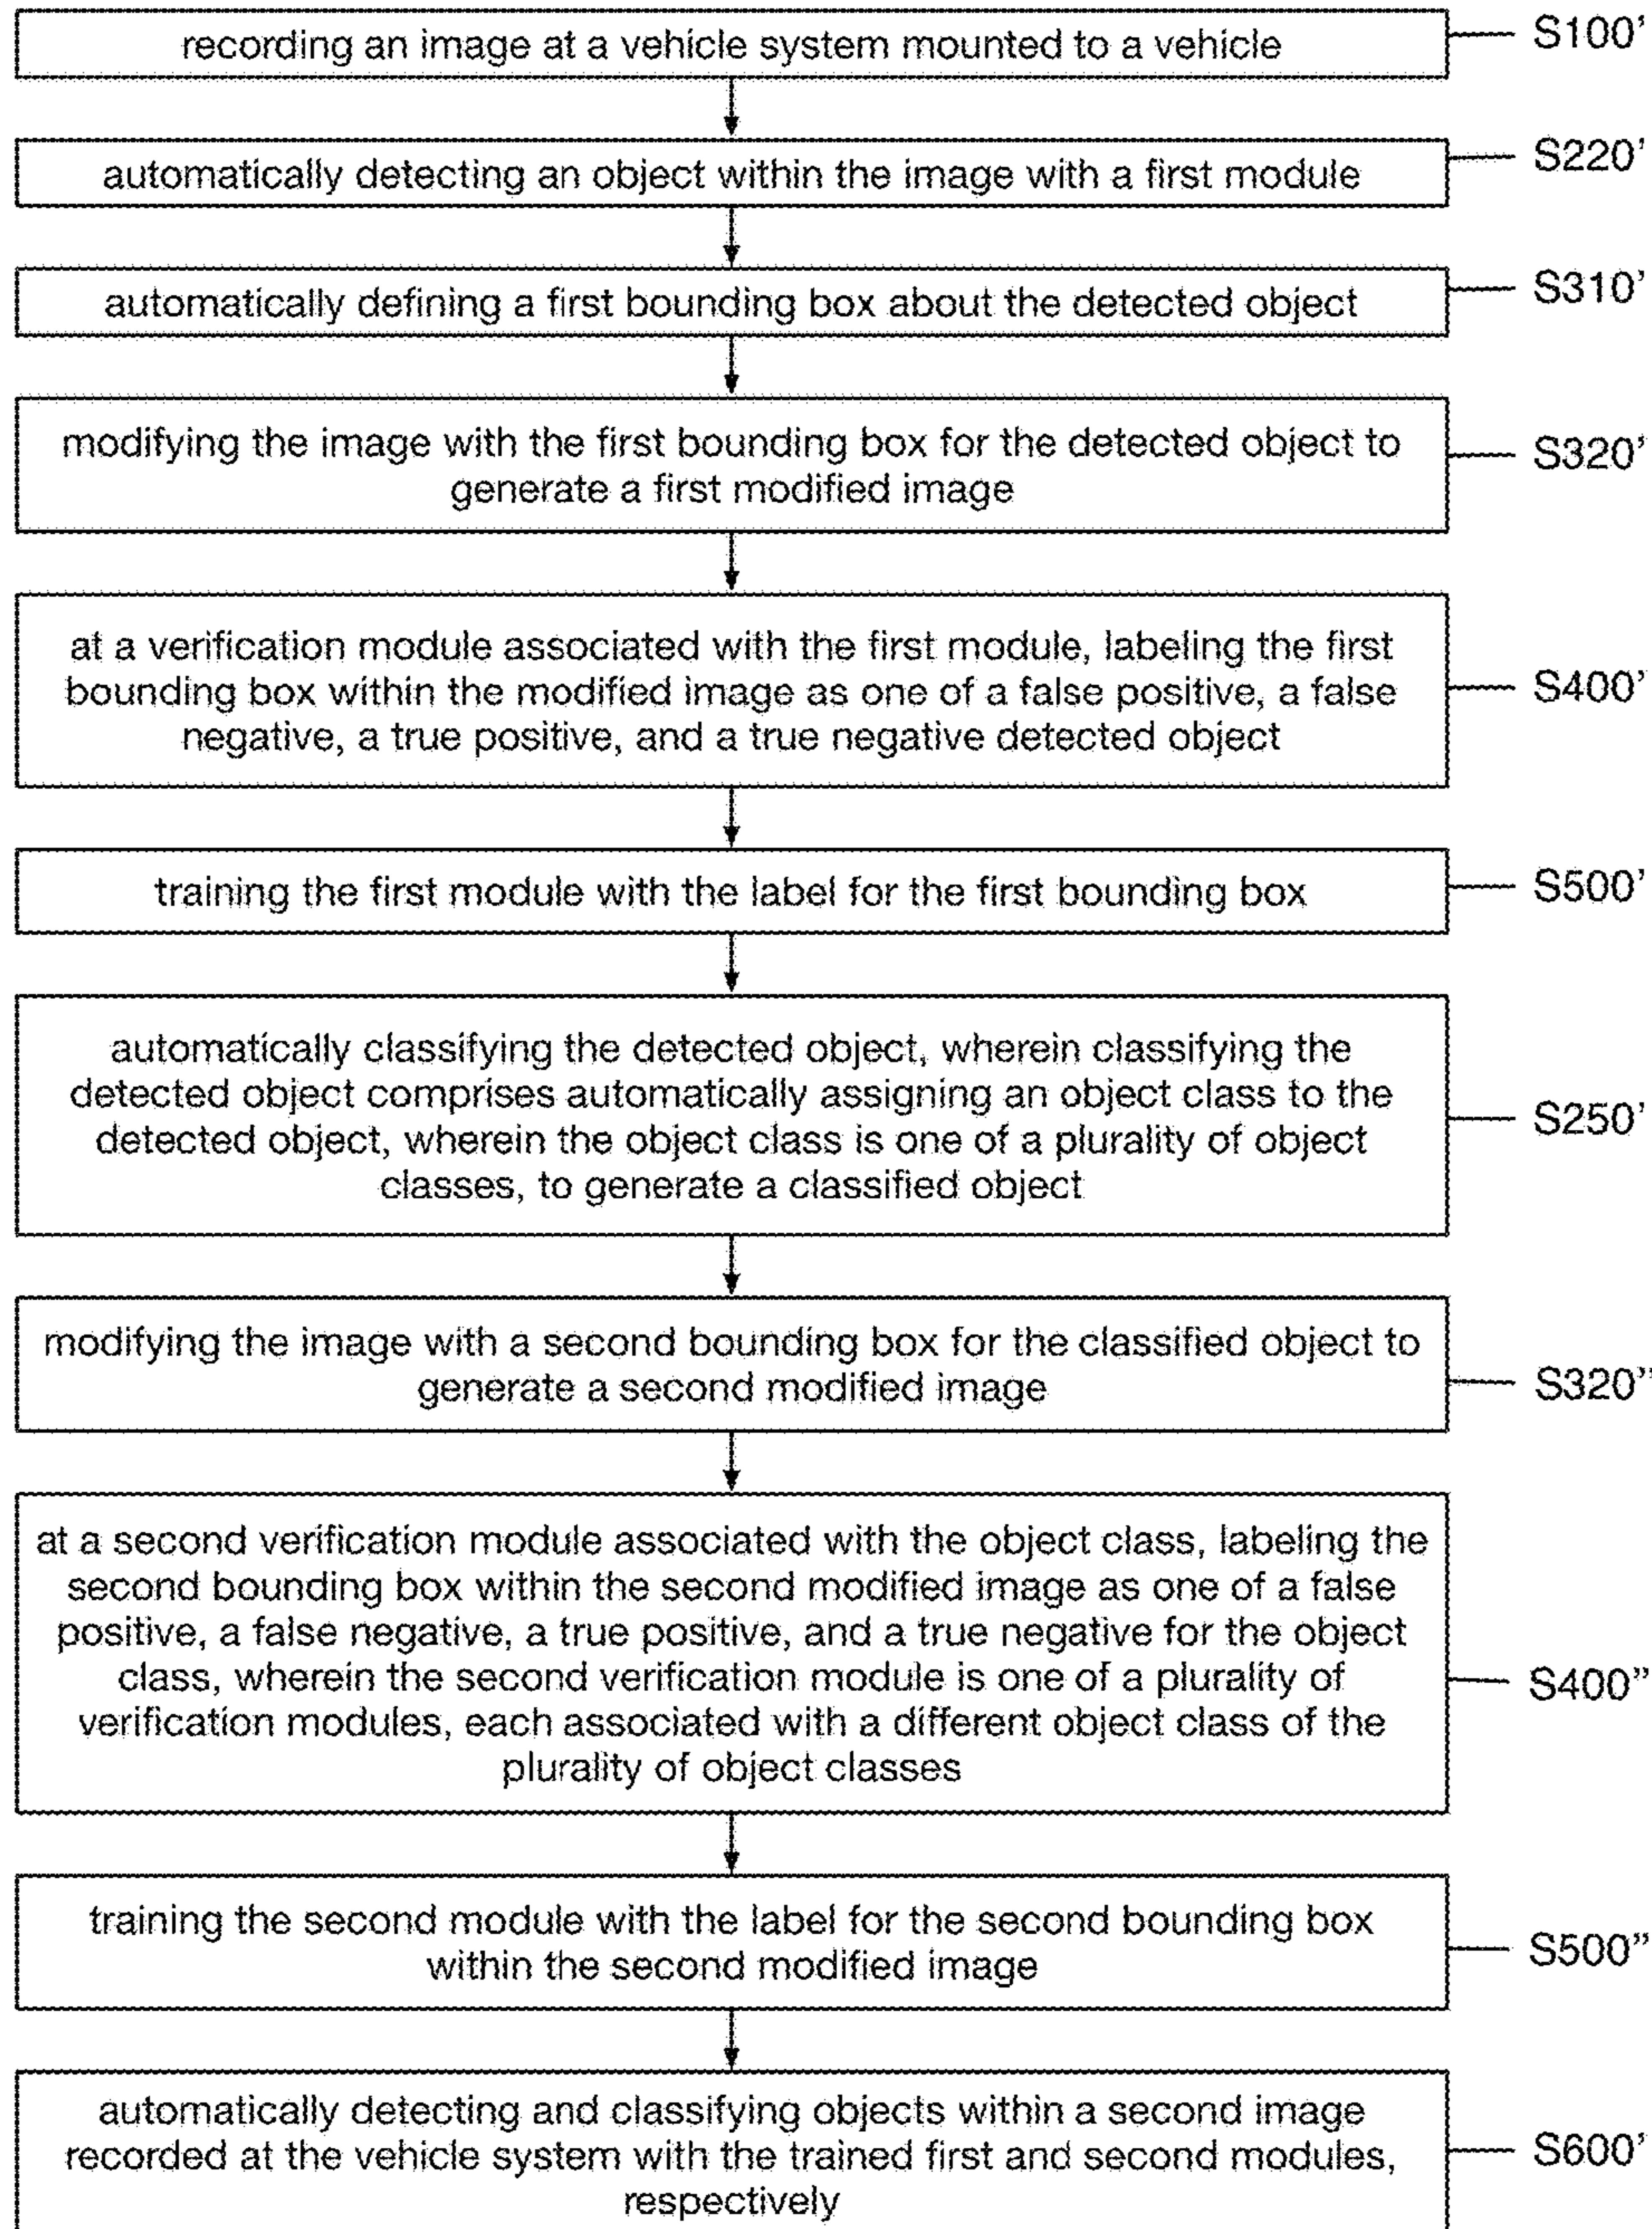 recording an image at a vehicle system mounted to a vehicle
S100'
automatically detecting an object within the image with a first module
S220'
automatically defining a first bounding box about the detected object
S310'
modifying the image with the first bounding box for the detected object to
generate a first modified image
S320'
at a verification module associated with the first module, labeling the first
bounding box within the modified image as one of a false positive, a false
negative, a true positive, and a true negative detected object
S400'
training the first module with the label for the first bounding box
S500'
automatically classifying the detected object, wherein classifying the
detected object comprises automatically assigning an object class to the
detected object, wherein the object class is one of a plurality of object
classes, to generate a classified object
S250'
modifying the image with a second bounding box for the classified object to
generate a second modified image
S320"
at a second verification module associated with the object class, labeling the
second bounding box within the second modified image as one of a false
positive, a false negative, a true positive, and a true negative for the object
class, wherein the second verification module is one of a plurality of
verification modules, each associated with a different object class of the
plurality of object classes
S400”
training the second module with the label for the second bounding box
within the second modified image
S500”
automatically detecting and classifying objects within a second image
recorded at the vehicle system with the trained first and second modules,
respectively
S600'